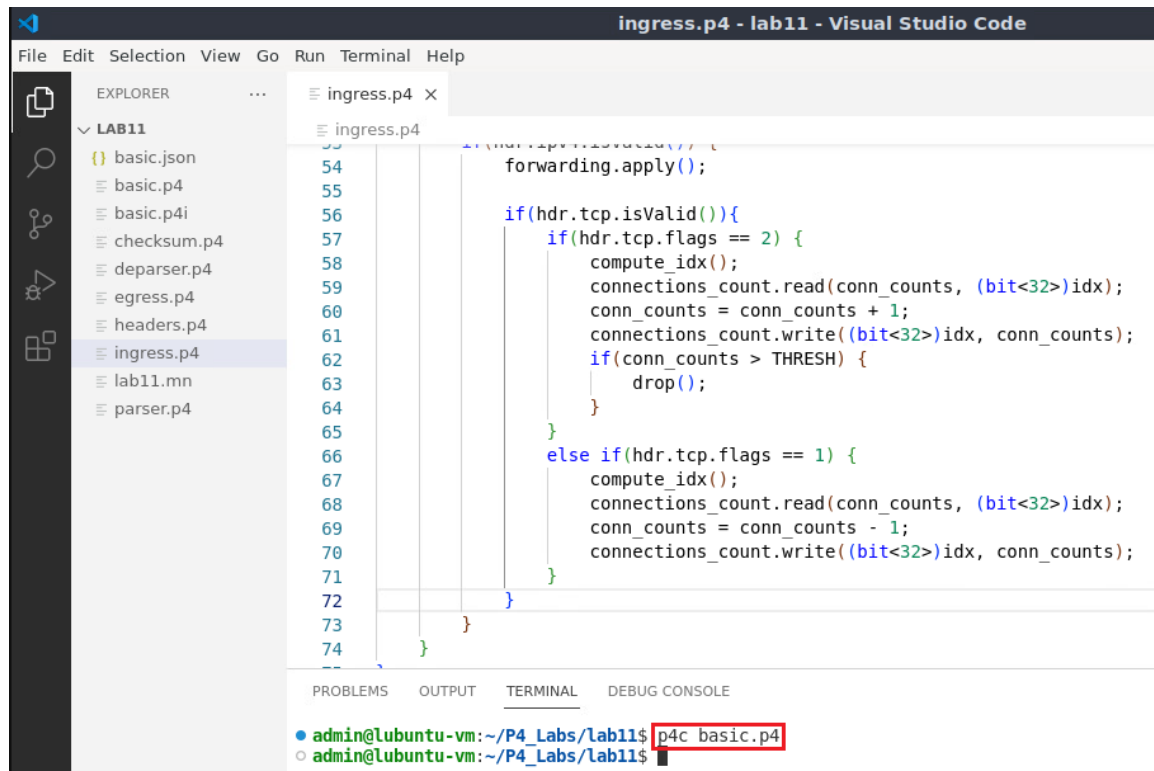 ingress.p4 - lab11 - Visual Studio Code
File Edit Selection View Go Run Terminal Help
EXPLORER ...
LAB11
{} basic.json
basic.p4
basic.p4i
checksum.p4
deparser.p4
egress.p4
headers.p4
ingress.p4
lab11.mn
parser.p4
ingress.p4 ×
ingress.p4
53 if(hdr.ipv4.isValid()) {
54 forwarding.apply();
55
56 if(hdr.tcp.isValid()){
57 if(hdr.tcp.flags == 2) {
58 compute_idx();
59 connections_count.read(conn_counts, (bit<32>)idx);
60 conn_counts = conn_counts + 1;
61 connections_count.write((bit<32>)idx, conn_counts);
62 if(conn_counts > THRESH) {
63 drop();
64 }
65 }
66 else if(hdr.tcp.flags == 1) {
67 compute_idx();
68 connections_count.read(conn_counts, (bit<32>)idx);
69 conn_counts = conn_counts - 1;
70 connections_count.write((bit<32>)idx, conn_counts);
71 }
72 }
73 }
74 }
PROBLEMS OUTPUT TERMINAL DEBUG CONSOLE
admin@lubuntu-vm:~/P4_Labs/lab11$ p4c basic.p4
admin@lubuntu-vm:~/P4_Labs/lab11$